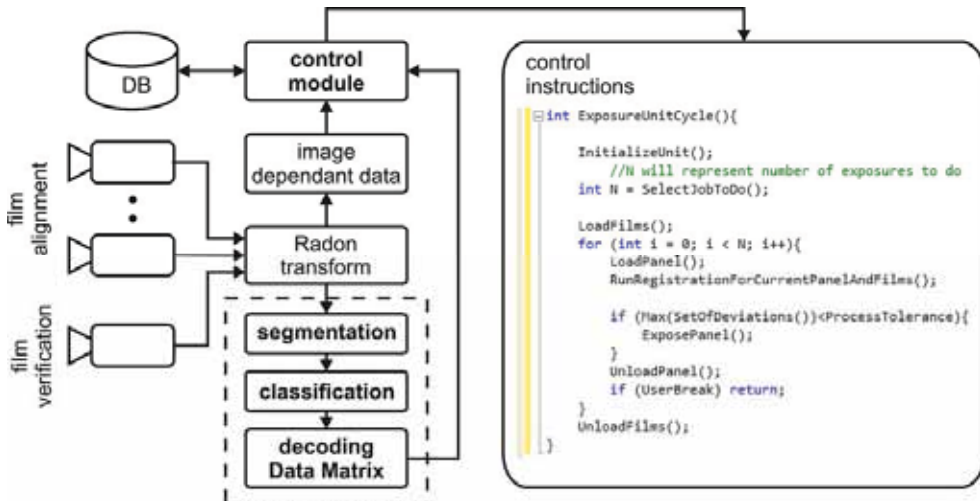 DB
control
module
image
dependant data
film
alignment
Radon
transform
film
verification
segmentation
classification
decoding
Data Matrix
control
instructions
int ExposureUnitCycle(){
InitializeUnit();
//N will represent number of exposures to do
int N = SelectJobToDo();
LoadFilms();
for (int i = 0; i < N; i++){
LoadPanel();
RunRegistrationForCurrentPanelAndFilms();
if (Max(SetOfDeviations())<ProcessTolerance){
ExposePanel();
}
UnloadPanel();
if (UserBreak) return;
}
UnloadFilms();
}